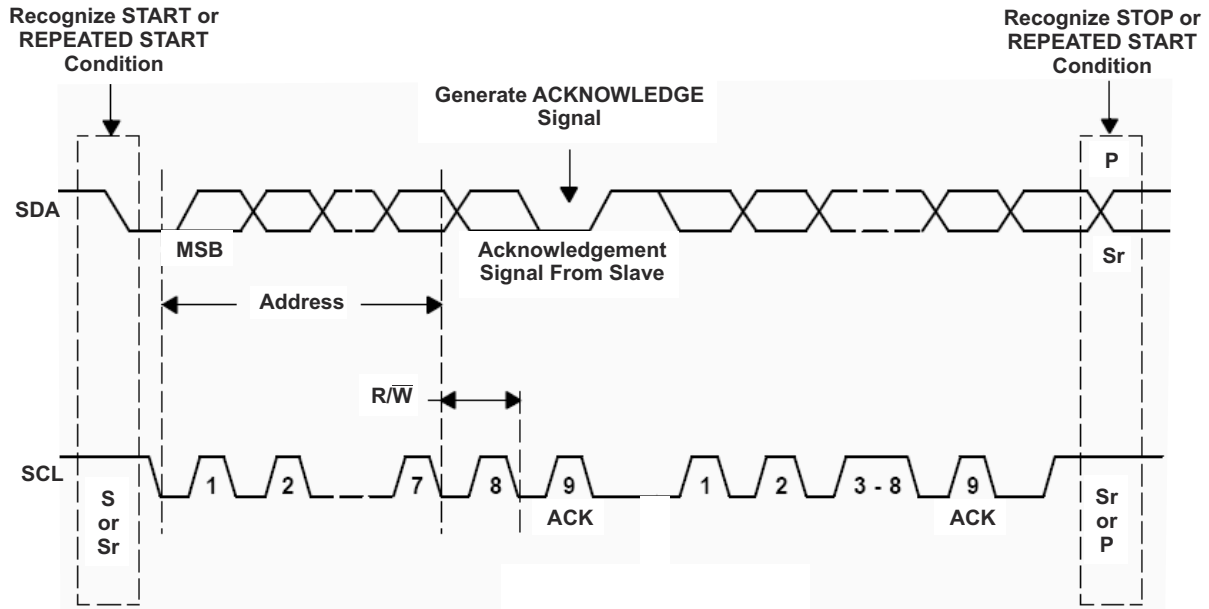 Recognize START or
REPEATED START
Condition
Recognize STOP or
REPEATED START
Condition
Generate ACKNOWLEDGE
Signal
P
SDA
MSB
Acknowledgement
Signal From Slave
Sr
Address
R/W̅
SCL
1
2
7
8
9
1
2
3 - 8
9
S
or
Sr
ACK
ACK
Sr
or
P